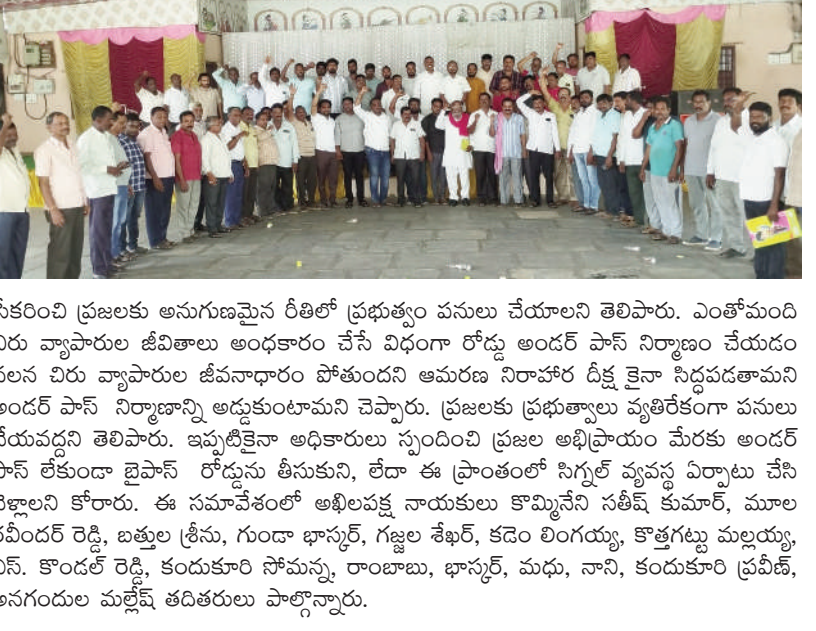 సేకరించి ప్రజలకు అనుగుణమైన రీతిలో ప్రభుత్వం పనులు చేయాలని తెలిపారు. ఎంతోమంది
చిరు వ్యాపారుల జీవితాలు అంధకారం చేసే విధంగా రోడ్డు అండర్ పాస్ నిర్మాణం చేయడం
వలన చిరు వ్యాపారుల జీవనాధారం పోతుందని ఆమరణ నిరాహార దీక్ష కైనా సిద్ధపడతామని
అండర్ పాస్ నిర్మాణాన్ని అడ్డుకుంటామని చెప్పారు. ప్రజలకు ప్రభుత్వాలు వ్యతిరేకంగా పనులు
చేయవద్దని తెలిపారు. ఇప్పటికైనా అధికారులు స్పందించి ప్రజల అభిప్రాయం మేరకు అండర్
పాస్ లేకుండా బైపాస్ రోడ్డును తీసుకుని, లేదా ఈ ప్రాంతంలో సిగ్నల్ వ్యవస్థ ఏర్పాటు చేసి
వెళ్లాలని కోరారు. ఈ సమావేశంలో అఖిలపక్ష నాయకులు కొమ్మినేని సతీష్ కుమార్, మూల
రవీందర్ రెడ్డి, బత్తుల శ్రీను, గుండా భాస్కర్, గజ్జల శేఖర్, కడెం లింగయ్య, కొత్తగట్టు మల్లయ్య,
ఎస్. కొండల్ రెడ్డి, కందుకూరి సోమన్న, రాంబాబు, భాస్కర్, మధు, నాని, కందుకూరి ప్రవీణ్,
అనగందుల మల్లేష్ తదితరులు పాల్గొన్నారు.